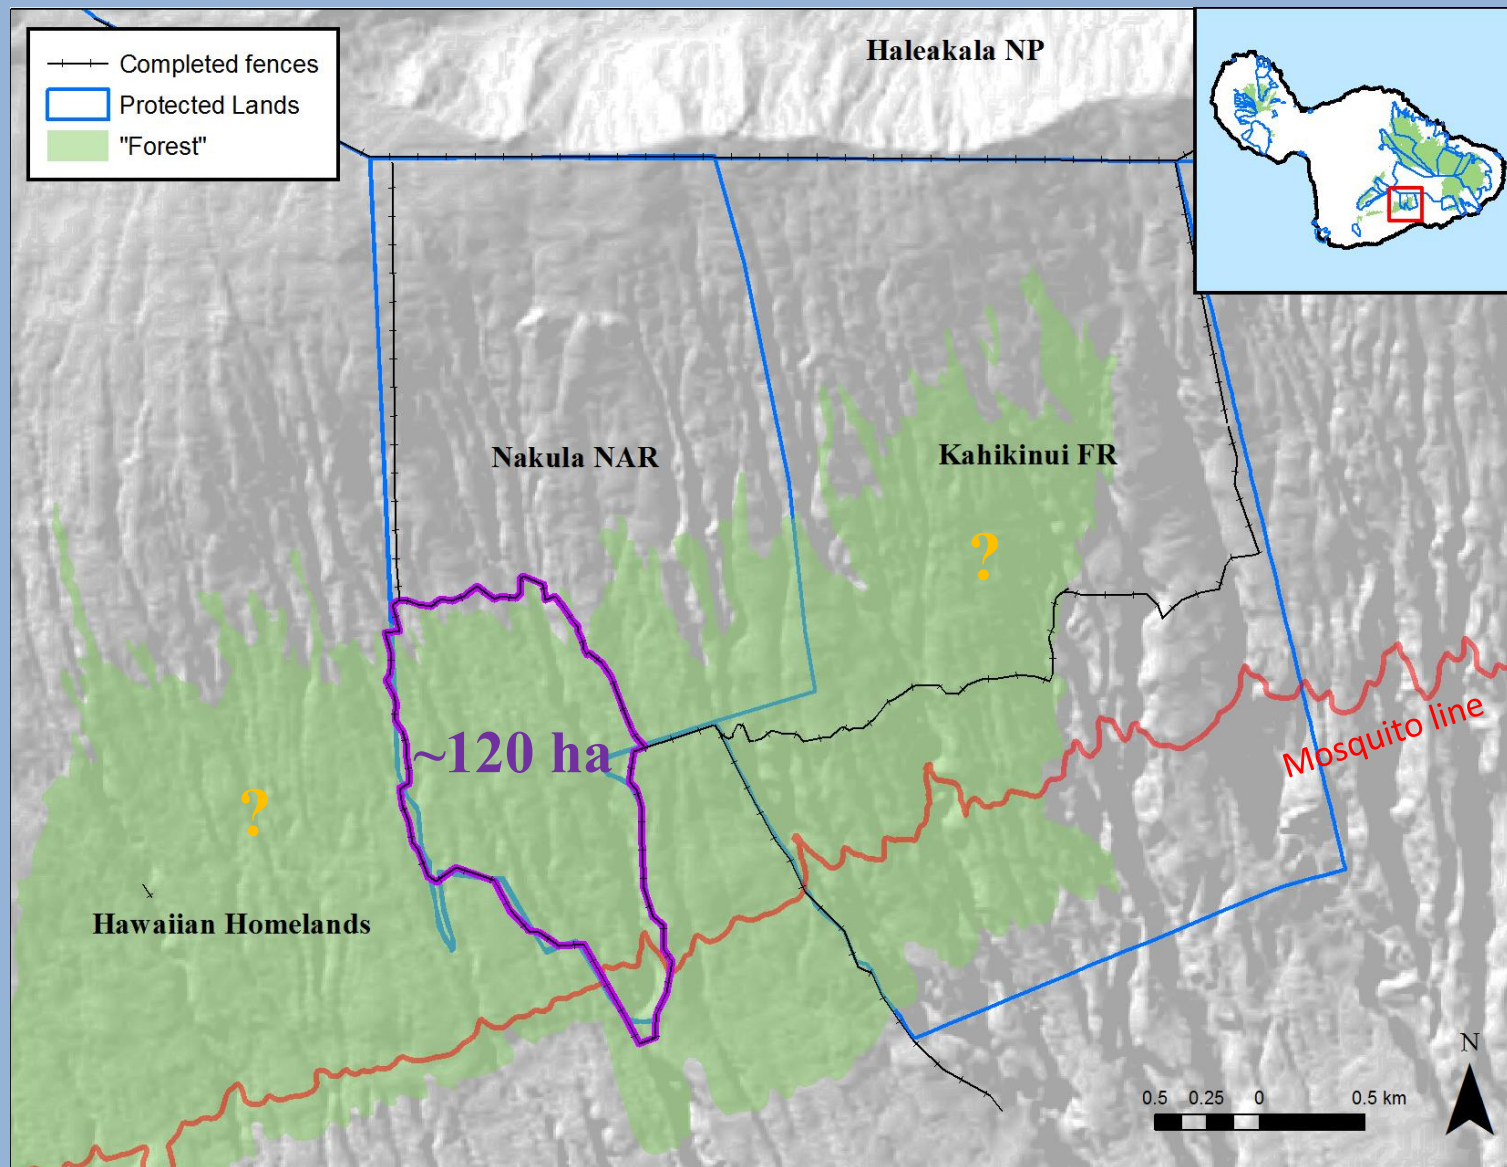 Haleakala NP
Completed fences
Protected Lands
"Forest"
Nakula NAR
Kahikinui FR
?
Mosquito line
~120 ha
?
Hawaiian Homelands
N
0.5 0.25 0 0.5 km